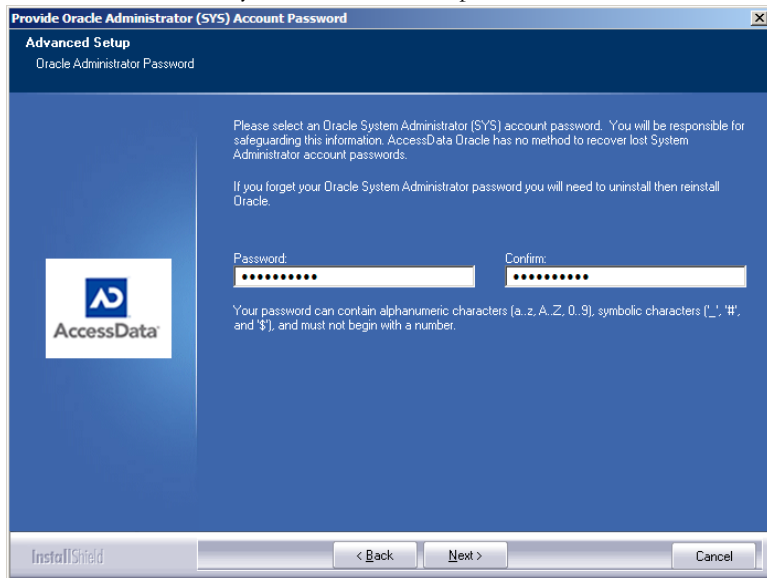 Provide Oracle Administrator (SYS) Account Password
Advanced Setup
Oracle Administrator Password
Please select an Oracle System Administrator (SYS) account password. You will be responsible for
safeguarding this information. AccessData Oracle has no method to recover lost System
Administrator account passwords.
If you forget your Oracle System Administrator password you will need to uninstall then reinstall
Oracle.
Password: Confirm:
AccessData
Your password can contain alphanumeric characters (a..z, A..Z, 0..9), symbolic characters ('_', '#',
and '$'), and must not begin with a number.
InstallShield
< Back Next > Cancel